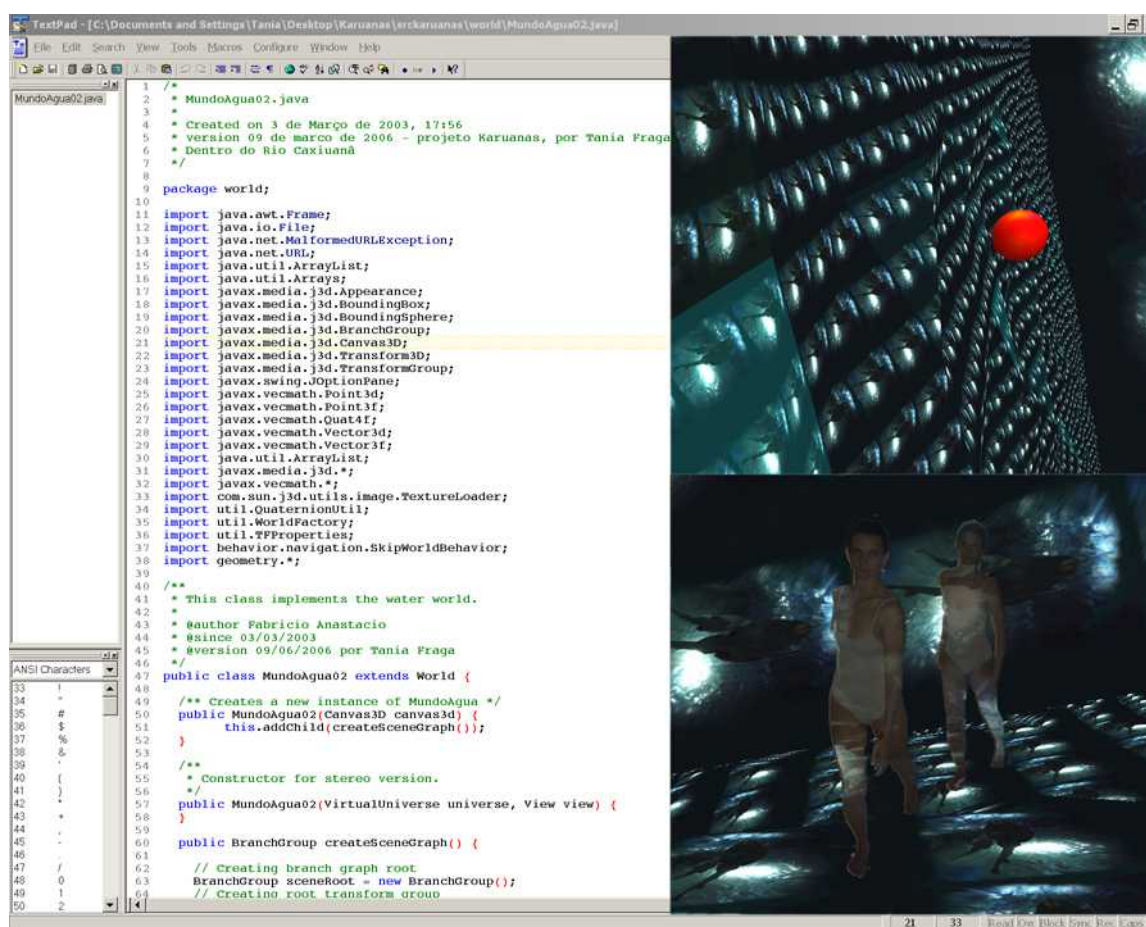 TextPad - [C:\Documents and Settings\Tania\Desktop\Karuanas\srckaruanas\world\MundoAgua02.java]
File Edit Search View Tools Macros Configure Window Help
MundoAgua02.java
1 /*
2 * MundoAgua02.java
3 *
4 * Created on 3 de Março de 2003, 17:56
5 * version 09 de marco de 2006 - projeto Karuanas, por Tania Fraga
6 * Dentro do Rio Caxiuanã
7 */
8
9 package world;
10
11 import java.awt.Frame;
12 import java.io.File;
13 import java.net.MalformedURLException;
14 import java.net.URL;
15 import java.util.ArrayList;
16 import java.util.Arrays;
17 import javax.media.j3d.Appearance;
18 import javax.media.j3d.BoundingBox;
19 import javax.media.j3d.BoundingSphere;
20 import javax.media.j3d.BranchGroup;
21 import javax.media.j3d.Canvas3D;
22 import javax.media.j3d.Transform3D;
23 import javax.media.j3d.TransformGroup;
24 import javax.swing.JOptionPane;
25 import javax.vecmath.Point3d;
26 import javax.vecmath.Point3f;
27 import javax.vecmath.Quat4f;
28 import javax.vecmath.Vector3d;
29 import javax.vecmath.Vector3f;
30 import java.util.ArrayList;
31 import javax.media.j3d.*;
32 import javax.vecmath.*;
33 import com.sun.j3d.utils.image.TextureLoader;
34 import util.QuaternionUtil;
35 import util.WorldFactory;
36 import util.TFProperties;
37 import behavior.navigation.SkipWorldBehavior;
38 import geometry.*;
39
40 /**
41 * This class implements the water world.
42 *
43 * @author Fabricio Anastacio
44 * @since 03/03/2003
45 * @version 09/06/2006 por Tania Fraga
46 */
47 public class MundoAgua02 extends World {
48
49 /** Creates a new instance of MundoAgua */
50 public MundoAgua02(Canvas3D canvas3d) {
51 this.addChild(createSceneGraph());
52 }
53
54 /**
55 * Constructor for stereo version.
56 */
57 public MundoAgua02(VirtualUniverse universe, View view) {
58 }
59
60 public BranchGroup createSceneGraph() {
61
62 // Creating branch graph root
63 BranchGroup sceneRoot = new BranchGroup();
64 // Creating root transform group
ANSI Characters
33 !
34 "
35 #
36 $
37 %
38 &
39 '
40 (
41 )
42 *
43 +
44 ,
45 -
46 .
47 /
48 0
49 1
50 2
21 33 Read Ovr Block Sync Rec Caps